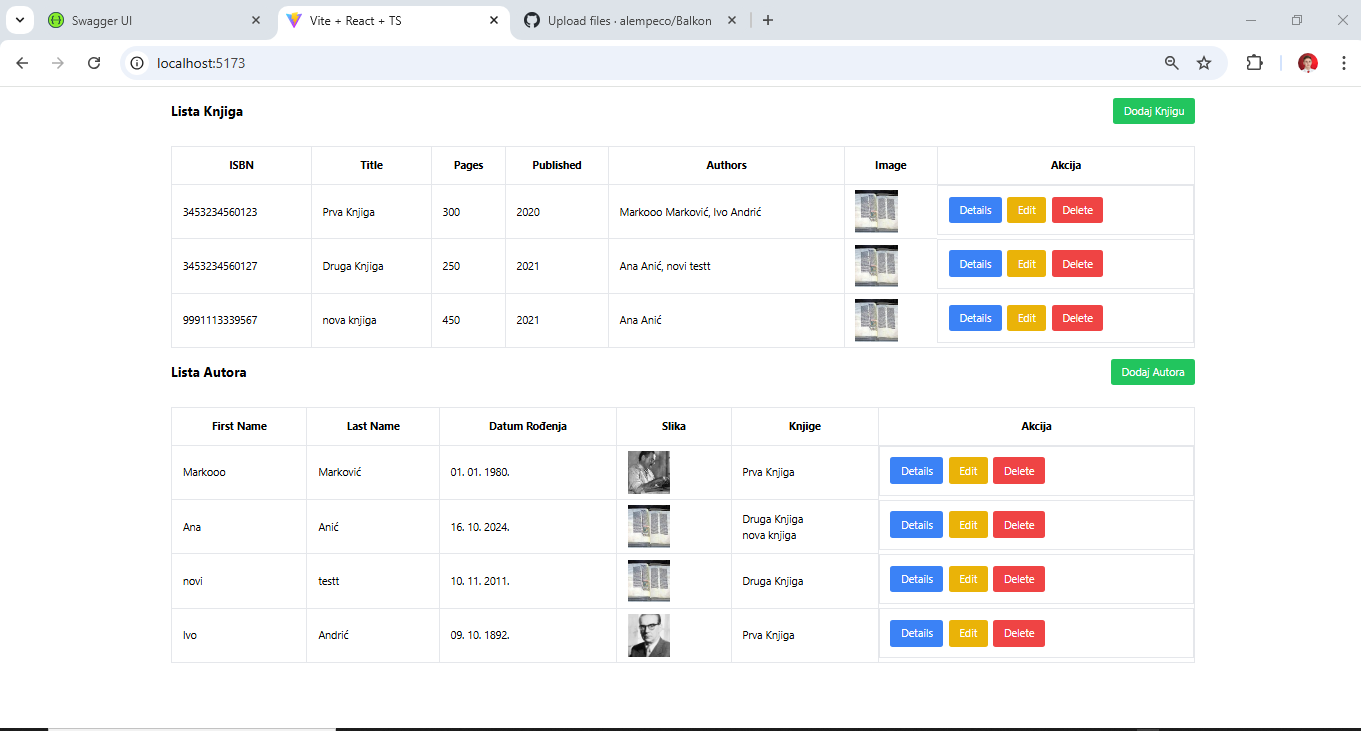 Swagger UI
Vite + React + TS
Upload files · alempeco/Balkon
localhost:5173
Lista Knjiga
Dodaj Knjigu
ISBN Title Pages Published Authors Image Akcija
3453234560123 Prva Knjiga 300 2020 Markooo Marković, Ivo Andrić Details Edit Delete
3453234560127 Druga Knjiga 250 2021 Ana Anić, novi testt Details Edit Delete
9991113339567 nova knjiga 450 2021 Ana Anić Details Edit Delete
Lista Autora
Dodaj Autora
First Name Last Name Datum Rođenja Slika Knjige Akcija
Markooo Marković 01. 01. 1980. Prva Knjiga Details Edit Delete
Ana Anić 16. 10. 2024. Druga Knjiga Details Edit Delete
nova knjiga
novi testt 10. 11. 2011. Druga Knjiga Details Edit Delete
Ivo Andrić 09. 10. 1892. Prva Knjiga Details Edit Delete